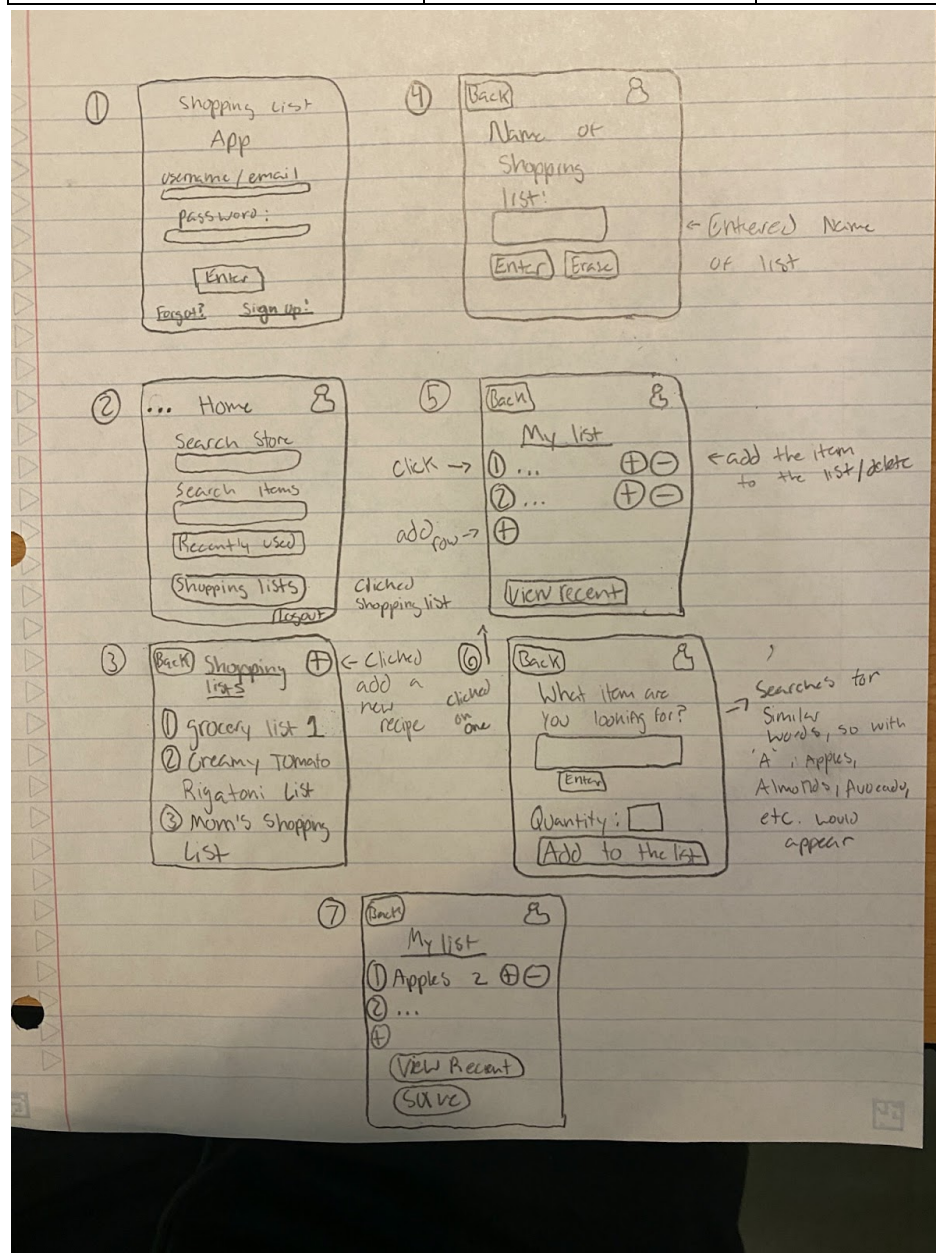 ①
Shopping List
App
username/email
password:
Enter
Forgot? Sign up!
②
... Home
Search Store
Search items
Recently used
Shopping lists
Logout
Clicked
Shopping list
③
Back Shopping +
lists
① grocery list 1
② Creamy Tomato
Rigatoni List
③ Mom's Shopping
List
← Clicked
add a
new
recipe
④
Back
Name of
Shopping
list:
Enter Erase
← Entered Name
of list
⑤
Back
My list
click → ① ... + -
② ... + -
add row → +
View recent
← add the item
to the list/delete
⑥
clicked
on
one
Back
What item are
you looking for?
Enter
Quantity:
Add to the list
→ Searches for
Similar
words, so with
'A', Apples,
Almonds, Avocado,
etc. would
appear
⑦
Back
My list
① Apples 2 + -
② ...
+
View Recent
Save